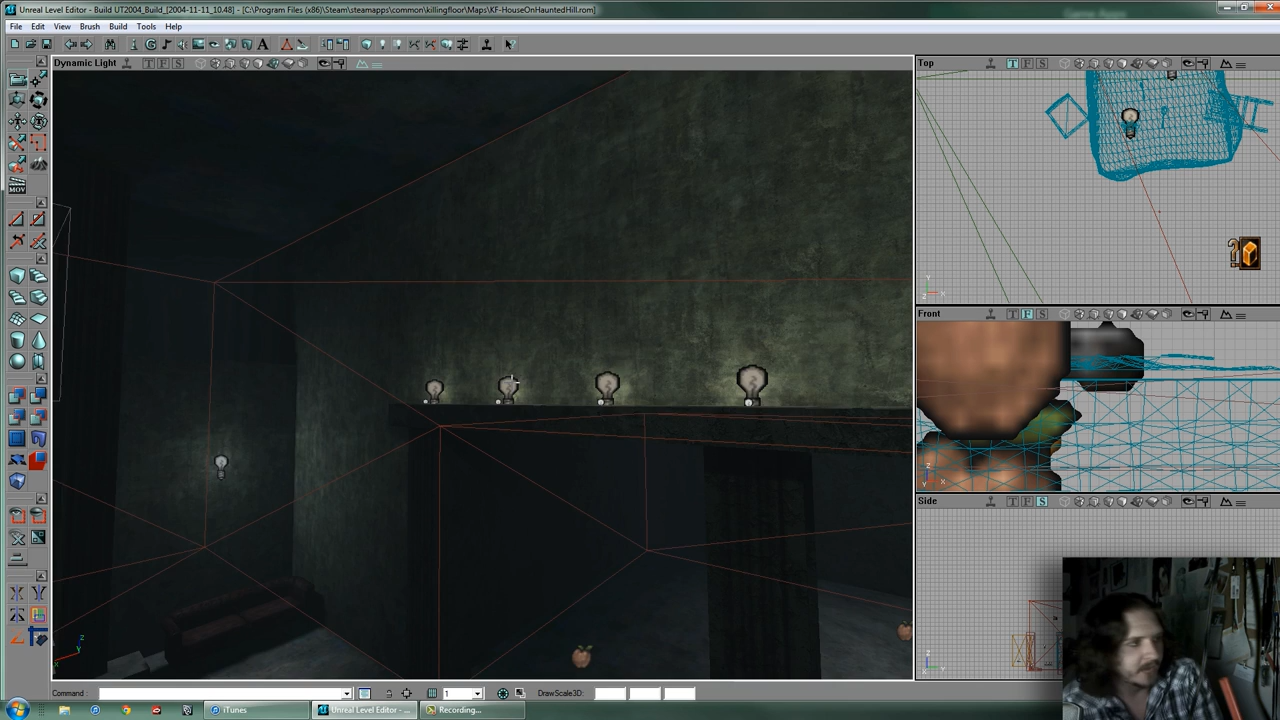 Unreal Level Editor - Build UT2004_Build_[2004-11-11_10.48] - [C:\Program Files (x86)\Steam\steamapps\common\killingfloor\Maps\KF-HouseOnHauntedHill.rom]
File Edit View Brush Build Tools Help
Dynamic Light T F S
Top T F S
MOV
Front T F S
Side T F S
Command : 1 DrawScale3D:
iTunes Unreal Level Editor - ... Recording...